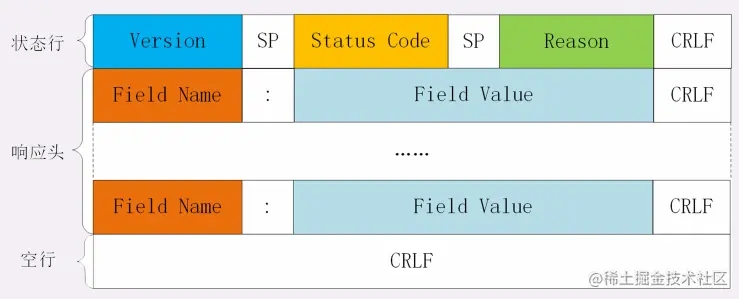 状态行 Version SP Status Code SP Reason CRLF
Field Name : Field Value CRLF
响应头 ……
Field Name : Field Value CRLF
空行 CRLF
@稀土掘金技术社区